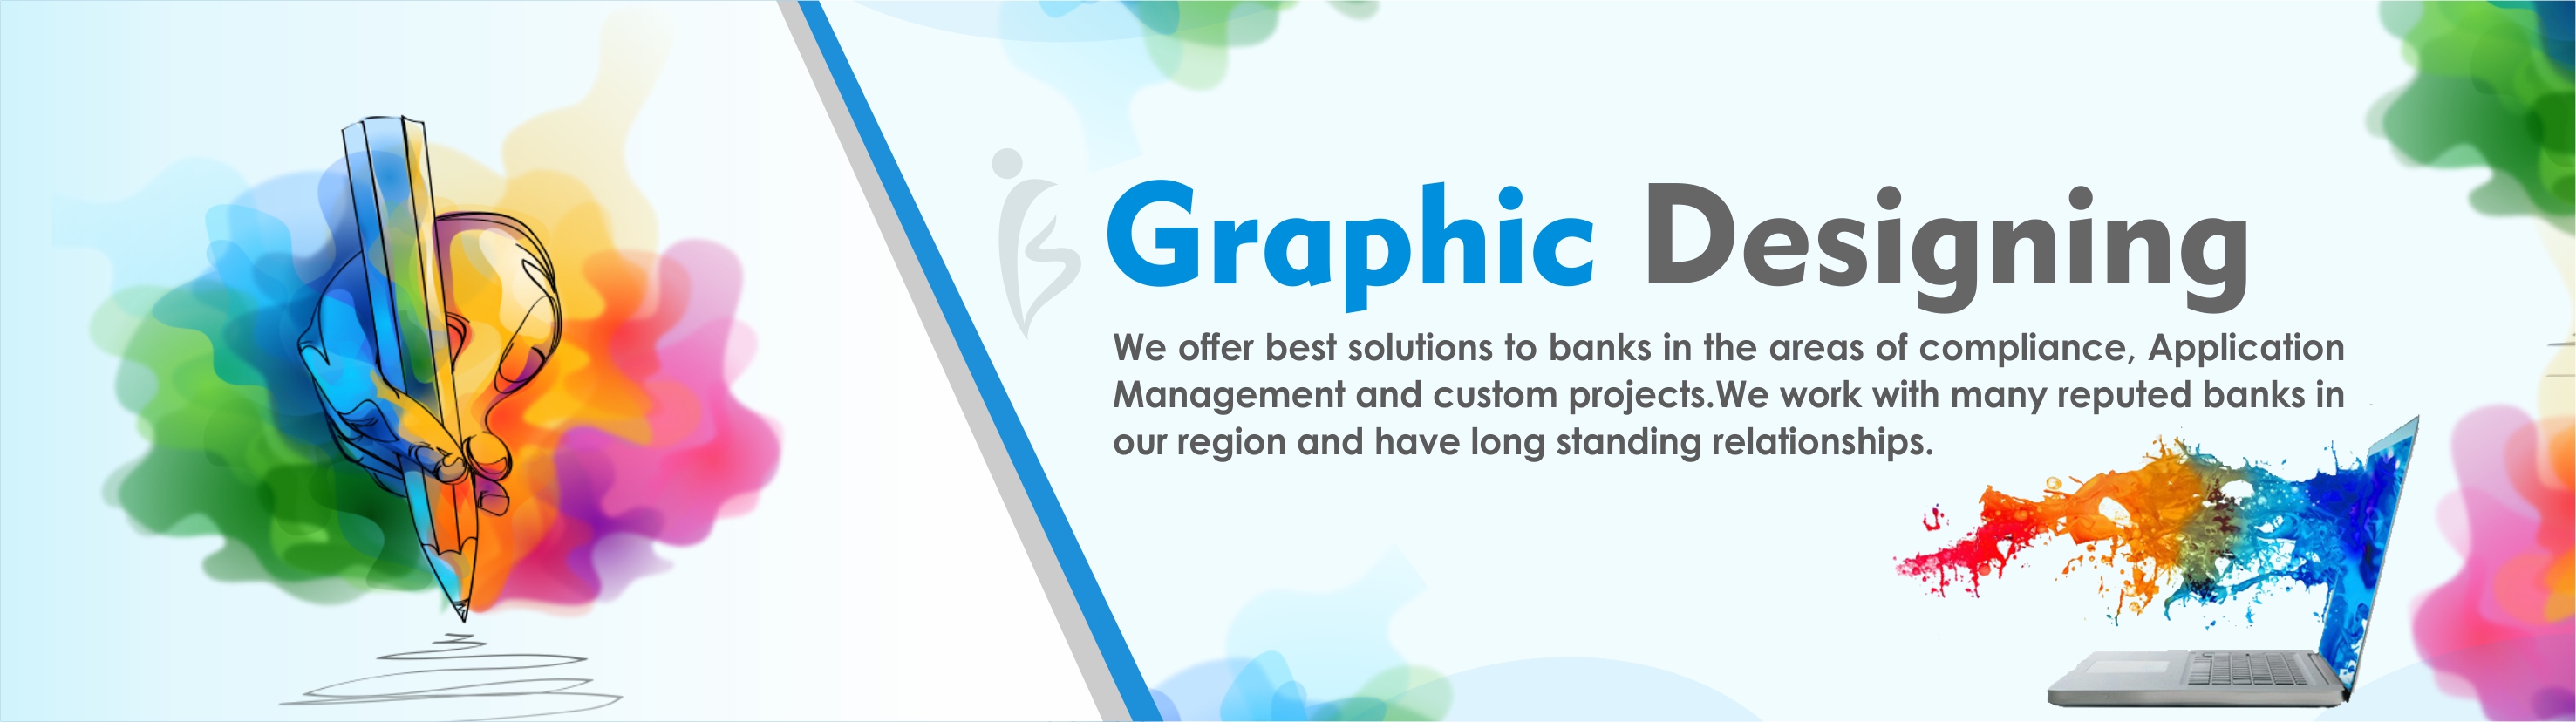 Graphic Designing
We offer best solutions to banks in the areas of compliance, Application
Management and custom projects.We work with many reputed banks in
our region and have long standing relationships.